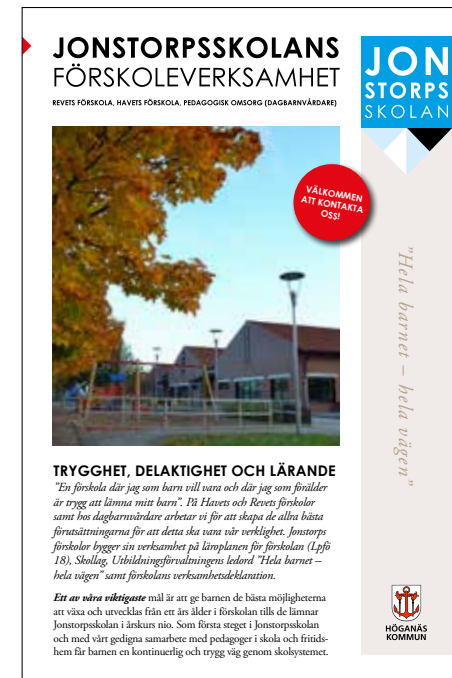 JONSTORPSSKOLANS
FÖRSKOLEVERKSAMHET
REVETS FÖRSKOLA, HAVETS FÖRSKOLA, PEDAGOGISK OMSORG (DAGBARNVÅRDARE)
JON
STORPS
SKOLAN
VÄLKOMMEN
ATT KONTAKTA
OSS!
"Hela barnet – hela vägen"
TRYGGHET, DELAKTIGHET OCH LÄRANDE
"En förskola där jag som barn vill vara och där jag som förälder
är trygg att lämna mitt barn". På Havets och Revets förskolor
samt hos dagbarnvårdare arbetar vi för att skapa de allra bästa
förutsättningarna för att detta ska vara vår verklighet. Jonstorps
förskolor bygger sin verksamhet på läroplanen för förskolan (Lpfö
18), Skollag, Utbildningsförvaltningens ledord "Hela barnet –
hela vägen" samt förskolans verksamhetsdeklaration.
Ett av våra viktigaste mål är att ge barnen de bästa möjligheterna
att växa och utvecklas från ett års ålder i förskolan tills de lämnar
Jonstorpsskolan i årskurs nio. Som första steget i Jonstorpsskolan
och med vårt gedigna samarbete med pedagoger i skola och fritids-
hem får barnen en kontinuerlig och trygg väg genom skolsystemet.
HÖGANÄS
KOMMUN